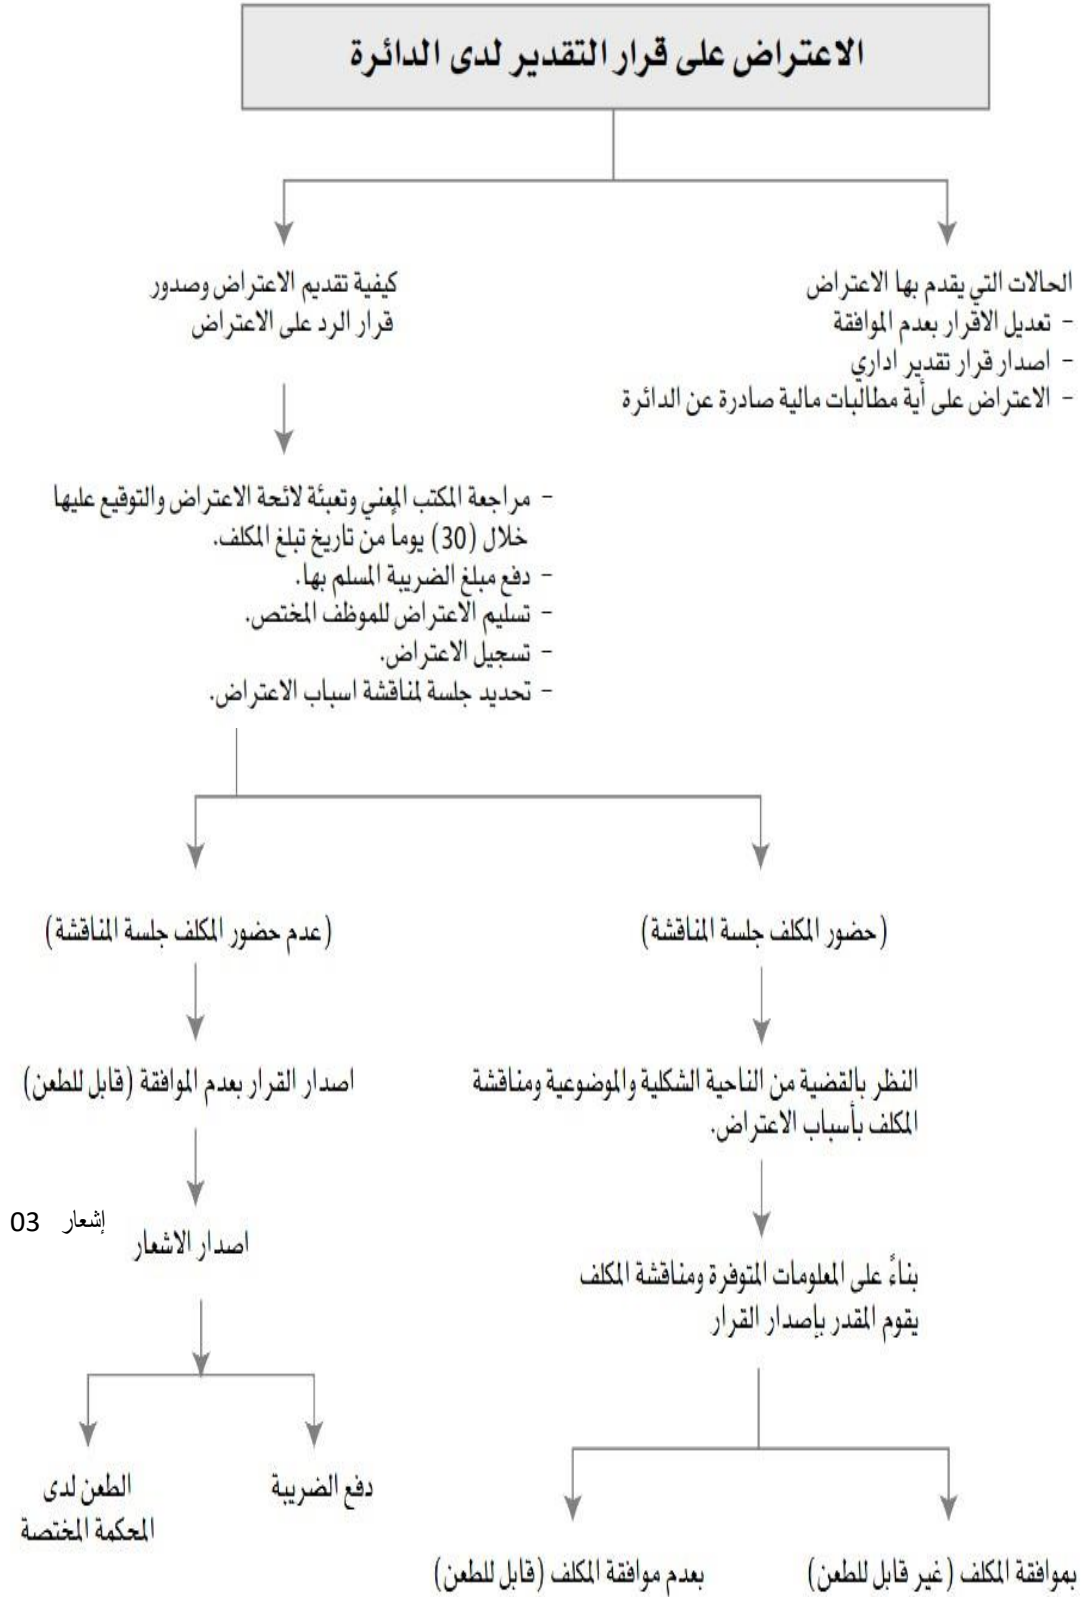 الاعتراض على قرار التقدير لدى الدائرة
الحالات التي يقدم بها الاعتراض
- تعديل الاقرار بعدم الموافقة
- اصدار قرار تقدير اداري
- الاعتراض على أية مطالبات مالية صادرة عن الدائرة
كيفية تقديم الاعتراض وصدور
قرار الرد على الاعتراض
- مراجعة المكتب المعني وتعبئة لائحة الاعتراض والتوقيع عليها
خلال (30) يوماً من تاريخ تبلغ المكلف.
- دفع مبلغ الضريبة المسلم بها.
- تسليم الاعتراض للموظف المختص.
- تسجيل الاعتراض.
- تحديد جلسة لمناقشة اسباب الاعتراض.
(حضور المكلف جلسة المناقشة)
(عدم حضور المكلف جلسة المناقشة)
النظر بالقضية من الناحية الشكلية والموضوعية ومناقشة
المكلف بأسباب الاعتراض.
اصدار القرار بعدم الموافقة (قابل للطعن)
بناءً على المعلومات المتوفرة ومناقشة المكلف
يقوم المقدر بإصدار القرار
اصدار الاشعار
إشعار 03
دفع الضريبة
الطعن لدى
المحكمة المختصة
بموافقة المكلف (غير قابل للطعن)
بعدم موافقة المكلف (قابل للطعن)